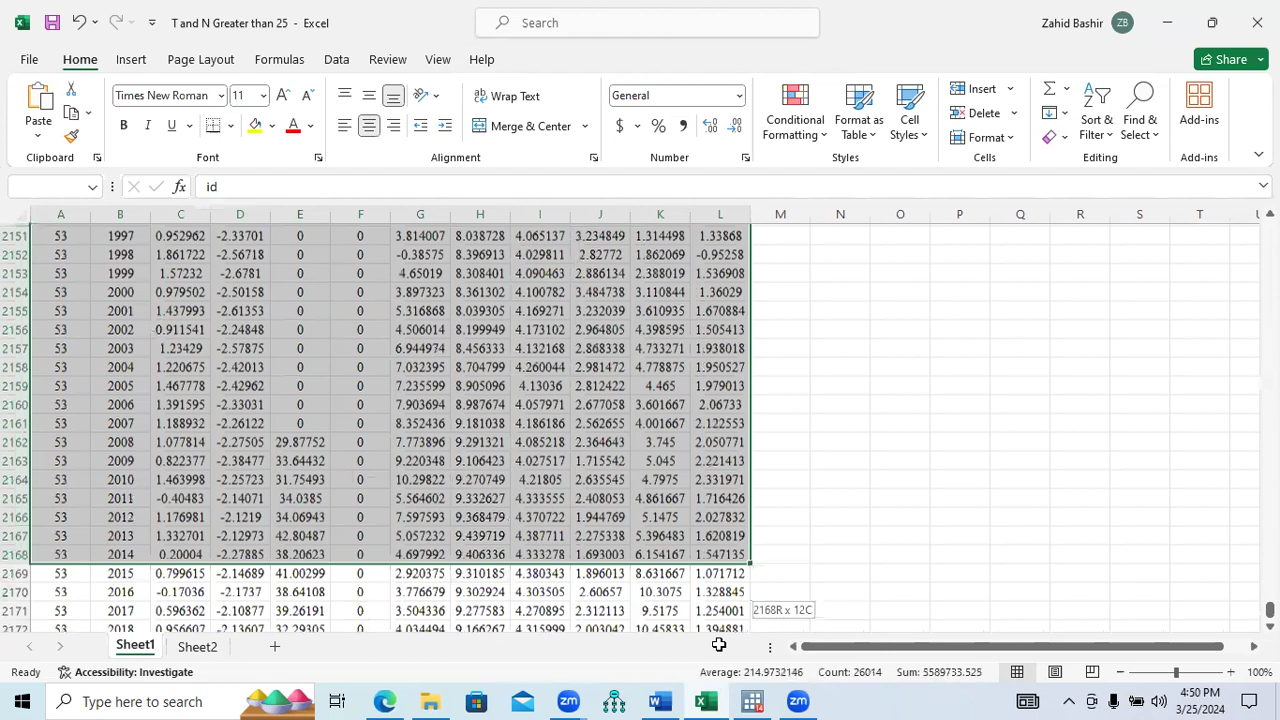 T and N Greater than 25 - Excel
Search
Zahid Bashir
ZB
File Home Insert Page Layout Formulas Data Review View Help
Share
Paste
Clipboard
Times New Roman 11
B I U
Font
Wrap Text
Merge & Center
Alignment
General
$ % 9
Number
Conditional Formatting
Format as Table
Cell Styles
Styles
Insert
Delete
Format
Cells
Sort & Filter
Find & Select
Editing
Add-ins
Add-ins
fx id
A B C D E F G H I J K L M N O P Q R S T U
2151 53 1997 0.952962 -2.33701 0 0 3.814007 8.038728 4.065137 3.234849 1.314498 1.33868
2152 53 1998 1.861722 -2.56718 0 0 -0.38575 8.396913 4.029811 2.82772 1.862069 -0.95258
2153 53 1999 1.57232 -2.6781 0 0 4.65019 8.308401 4.090463 2.886134 2.388019 1.536908
2154 53 2000 0.979502 -2.50158 0 0 3.897323 8.361302 4.100782 3.484738 3.110844 1.36029
2155 53 2001 1.437993 -2.61353 0 0 5.316868 8.039305 4.169271 3.232039 3.610935 1.670884
2156 53 2002 0.911541 -2.24848 0 0 4.506014 8.199949 4.173102 2.964805 4.398595 1.505413
2157 53 2003 1.23429 -2.57875 0 0 6.944974 8.456333 4.132168 2.868338 4.733271 1.938018
2158 53 2004 1.220675 -2.42013 0 0 7.032395 8.704799 4.260044 2.981472 4.778875 1.950527
2159 53 2005 1.467778 -2.42962 0 0 7.235599 8.905096 4.13036 2.812422 4.465 1.979013
2160 53 2006 1.391595 -2.33031 0 0 7.903694 8.987674 4.057971 2.677058 3.601667 2.06733
2161 53 2007 1.188932 -2.26122 0 0 8.352436 9.181038 4.186186 2.562655 4.001667 2.122553
2162 53 2008 1.077814 -2.27505 29.87752 0 7.773896 9.291321 4.085218 2.364643 3.745 2.050771
2163 53 2009 0.822377 -2.38477 33.64432 0 9.220348 9.106423 4.027517 1.715542 5.045 2.221413
2164 53 2010 1.463998 -2.25723 31.75493 0 10.29822 9.270749 4.21805 2.635545 4.7975 2.331971
2165 53 2011 -0.40483 -2.14071 34.0385 0 5.564602 9.332627 4.333555 2.408053 4.861667 1.716426
2166 53 2012 1.176981 -2.1219 34.06943 0 7.597593 9.368479 4.370722 1.944769 5.1475 2.027832
2167 53 2013 1.332701 -2.12973 42.80487 0 5.057232 9.439719 4.387711 2.275338 5.396483 1.620819
2168 53 2014 0.20004 -2.27885 38.20623 0 4.697992 9.406336 4.333278 1.693003 6.154167 1.547135
2169 53 2015 0.799615 -2.14689 41.00299 0 2.920375 9.310185 4.380343 1.896013 8.631667 1.071712
2170 53 2016 -0.17036 -2.1737 38.64108 0 3.776679 9.302924 4.303505 2.60657 10.3075 1.328845
2171 53 2017 0.596362 -2.10877 39.26191 0 3.504336 9.277583 4.270895 2.312113 9.5175 1.254001
2168R x 12C
2172 53 2018 0.956607 -2.13607 32.29305 0 4.034494 9.166267 4.315999 2.003042 10.45833 1.394881
Sheet1 Sheet2
Ready Accessibility: Investigate Average: 214.9732146 Count: 26014 Sum: 5589733.525 100%
Type here to search
zm
zm
4:50 PM
3/25/2024